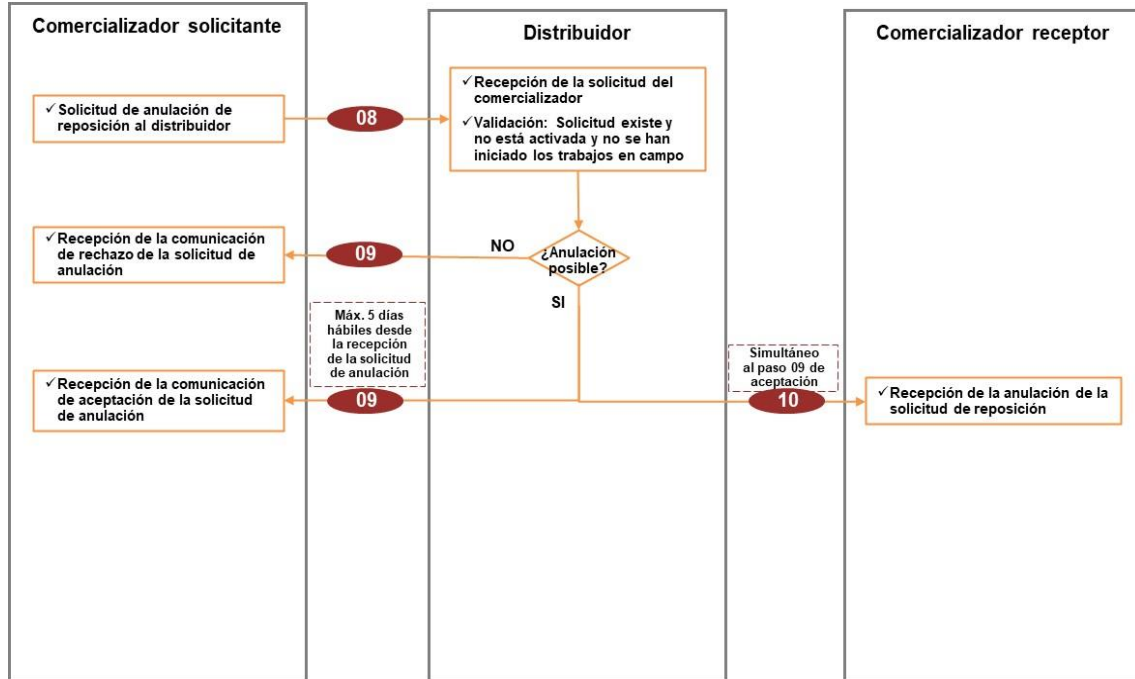 Comercializador solicitante
Distribuidor
Comercializador receptor
✓Solicitud de anulación de
reposición al distribuidor
08
✓Recepción de la solicitud del
comercializador
✓Validación: Solicitud existe y
no está activada y no se han
iniciado los trabajos en campo
✓Recepción de la comunicación
de rechazo de la solicitud de
anulación
09
NO
¿Anulación
posible?
SI
Máx. 5 días
hábiles desde
la recepción
de la solicitud
de anulación
Simultáneo
al paso 09 de
aceptación
✓Recepción de la comunicación
de aceptación de la solicitud
de anulación
09
10
✓Recepción de la anulación de la
solicitud de reposición